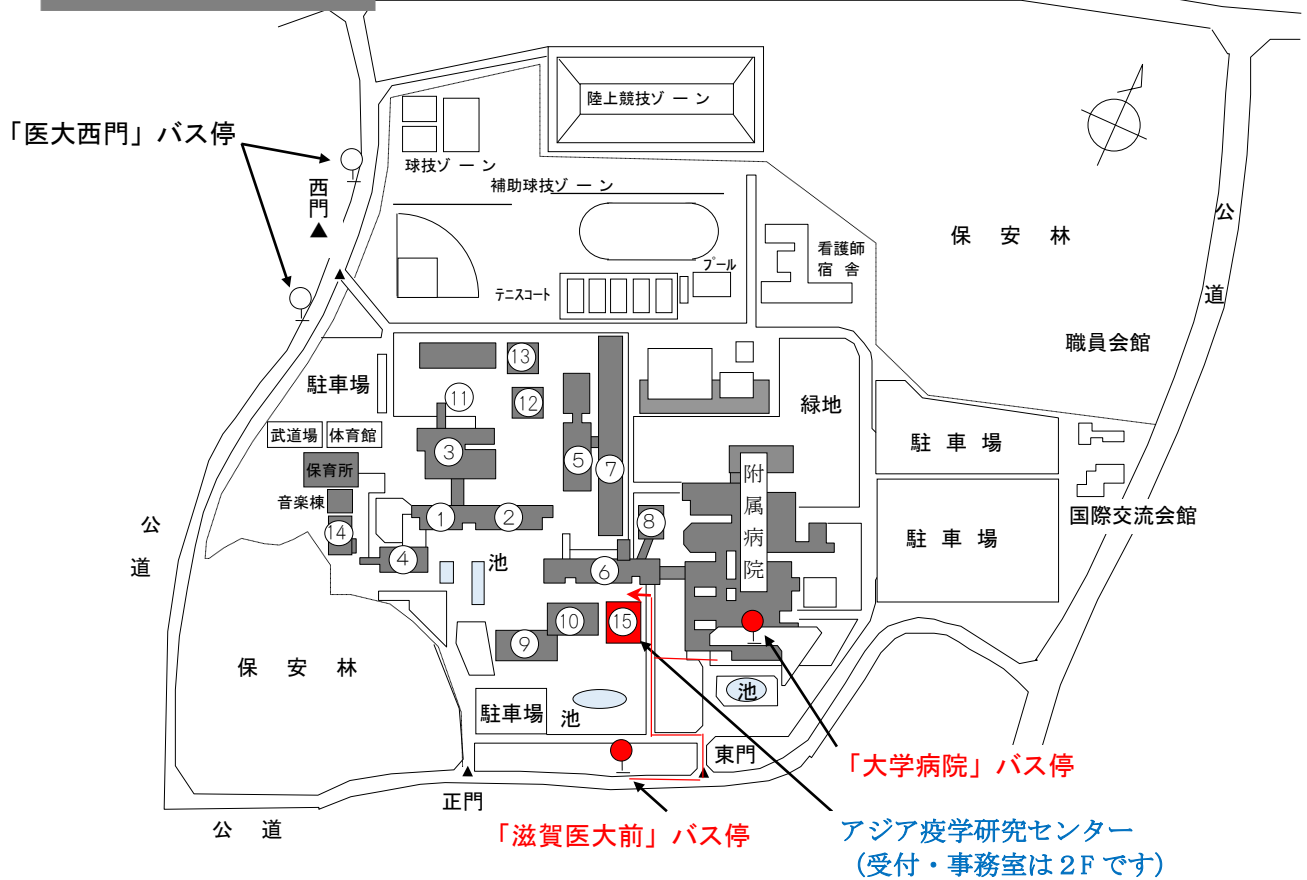 陸上競技ゾーン
「医大西門」バス停
球技ゾーン
補助球技ゾーン
西門
▲
公道
保安林
看護師
宿舎
プール
テニスコート
職員会館
⑬
駐車場
⑪
⑫
緑地
武道場
体育館
③
⑤
⑦
駐車場
保育所
附属病院
音楽棟
①
②
⑧
国際交流会館
公道
⑭
④
池
⑥
駐車場
⑩
⑮
⑨
保安林
池
駐車場
池
東門
正門
「大学病院」バス停
公道
「滋賀医大前」バス停
アジア疫学研究センター
(受付・事務室は2Fです)